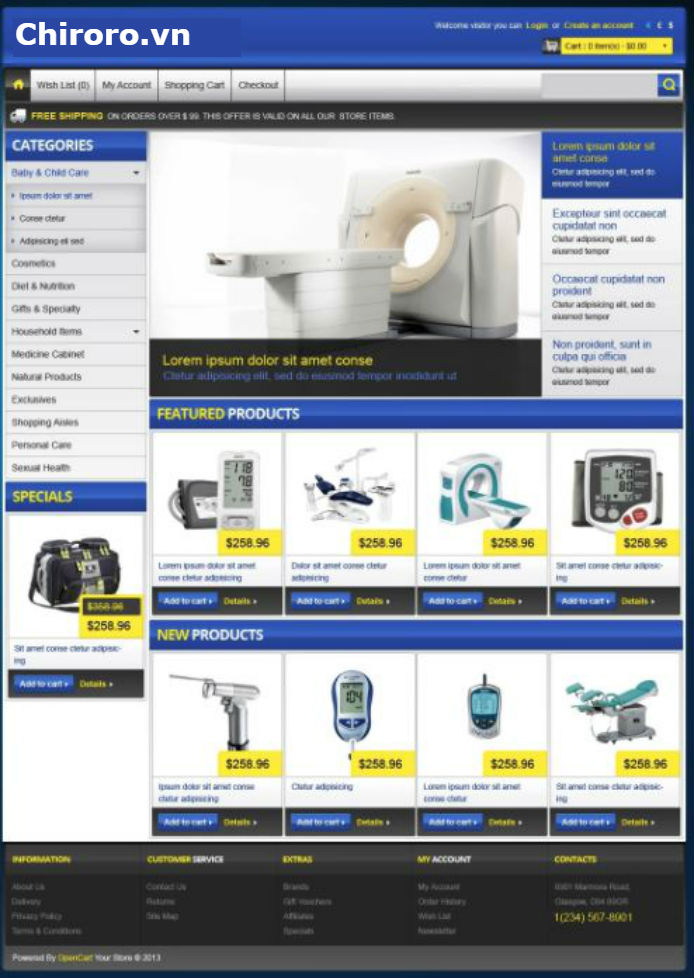 Chiroro.vn
Welcome visitor you can Login or Create an account € £ $
Cart : 0 item(s) - $0.00
Wish List (0) My Account Shopping Cart Checkout
FREE SHIPPING ON ORDERS OVER $ 99. THIS OFFER IS VALID ON ALL OUR STORE ITEMS.
CATEGORIES
Baby & Child Care
Ipsum dolor sit amet
Conse ctetur
Adipisicing eli sed
Cosmetics
Diet & Nutrition
Gifts & Specialty
Household Items
Medicine Cabinet
Natural Products
Exclusives
Shopping Aisles
Personal Care
Sexual Health
Lorem ipsum dolor sit amet conse
Ctetur adipisicing elit, sed do eiusmod tempor incididunt ut
Lorem ipsum dolor sit
amet conse
Ctetur adipisicing elit, sed do
eiusmod tempor
Excepteur sint occaecat
cupidatat non
Ctetur adipisicing elit, sed do
eiusmod tempor
Occaecat cupidatat non
proident
Ctetur adipisicing elit, sed do
eiusmod tempor
Non proident, sunt in
culpa qui officia
Ctetur adipisicing elit, sed do
eiusmod tempor
SPECIALS
$358.96
$258.96
Sit amet conse ctetur adipisic-
ing
Add to cart Details
FEATURED PRODUCTS
$258.96 $258.96 $258.96 $258.96
Lorem ipsum dolor sit amet
conse ctetur adipisicing
Dolor sit amet conse ctetur
adipisicing
Lorem ipsum dolor sit amet
conse ctetur
Sit amet conse ctetur adipisic-
ing
Add to cart Details Add to cart Details Add to cart Details Add to cart Details
NEW PRODUCTS
$258.96 $258.96 $258.96 $258.96
Ipsum dolor sit amet conse
ctetur adipisicing
Ctetur adipisicing
Lorem ipsum dolor sit amet
conse ctetur
Sit amet conse ctetur adipisic-
ing
Add to cart Details Add to cart Details Add to cart Details Add to cart Details
INFORMATION
About Us
Delivery
Privacy Policy
Terms & Conditions
CUSTOMER SERVICE
Contact Us
Returns
Site Map
EXTRAS
Brands
Gift Vouchers
Affiliates
Specials
MY ACCOUNT
My Account
Order History
Wish List
Newsletter
CONTACTS
Marmora Road,
Glasgow,
1(234) 567-8901
Powered By OpenCart Your Store © 2013